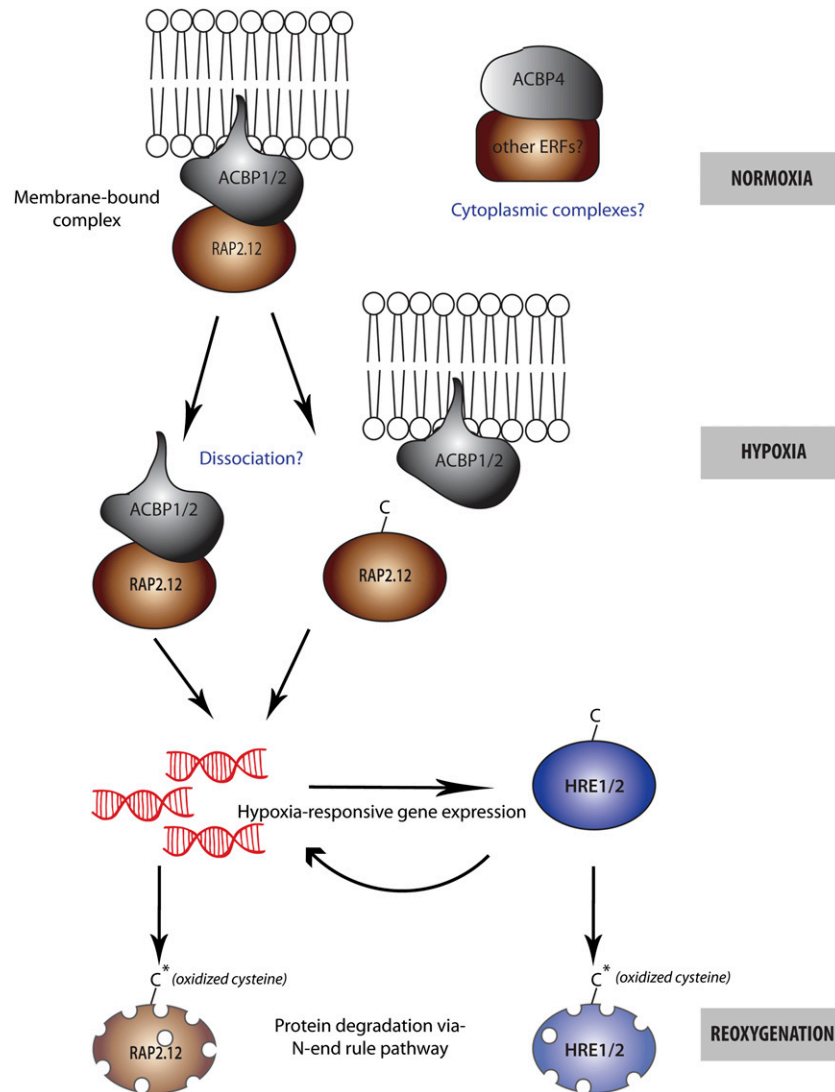 ACBP4
other ERFs?
ACBP1/2
RAP2.12
Membrane-bound
complex
Cytoplasmic complexes?
NORMOXIA
Dissociation?
ACBP1/2
HYPOXIA
ACBP1/2
C
RAP2.12
RAP2.12
C
HRE1/2
Hypoxia-responsive gene expression
C* (oxidized cysteine)
C* (oxidized cysteine)
Protein degradation via-
N-end rule pathway
RAP2.12
HRE1/2
REOXYGENATION